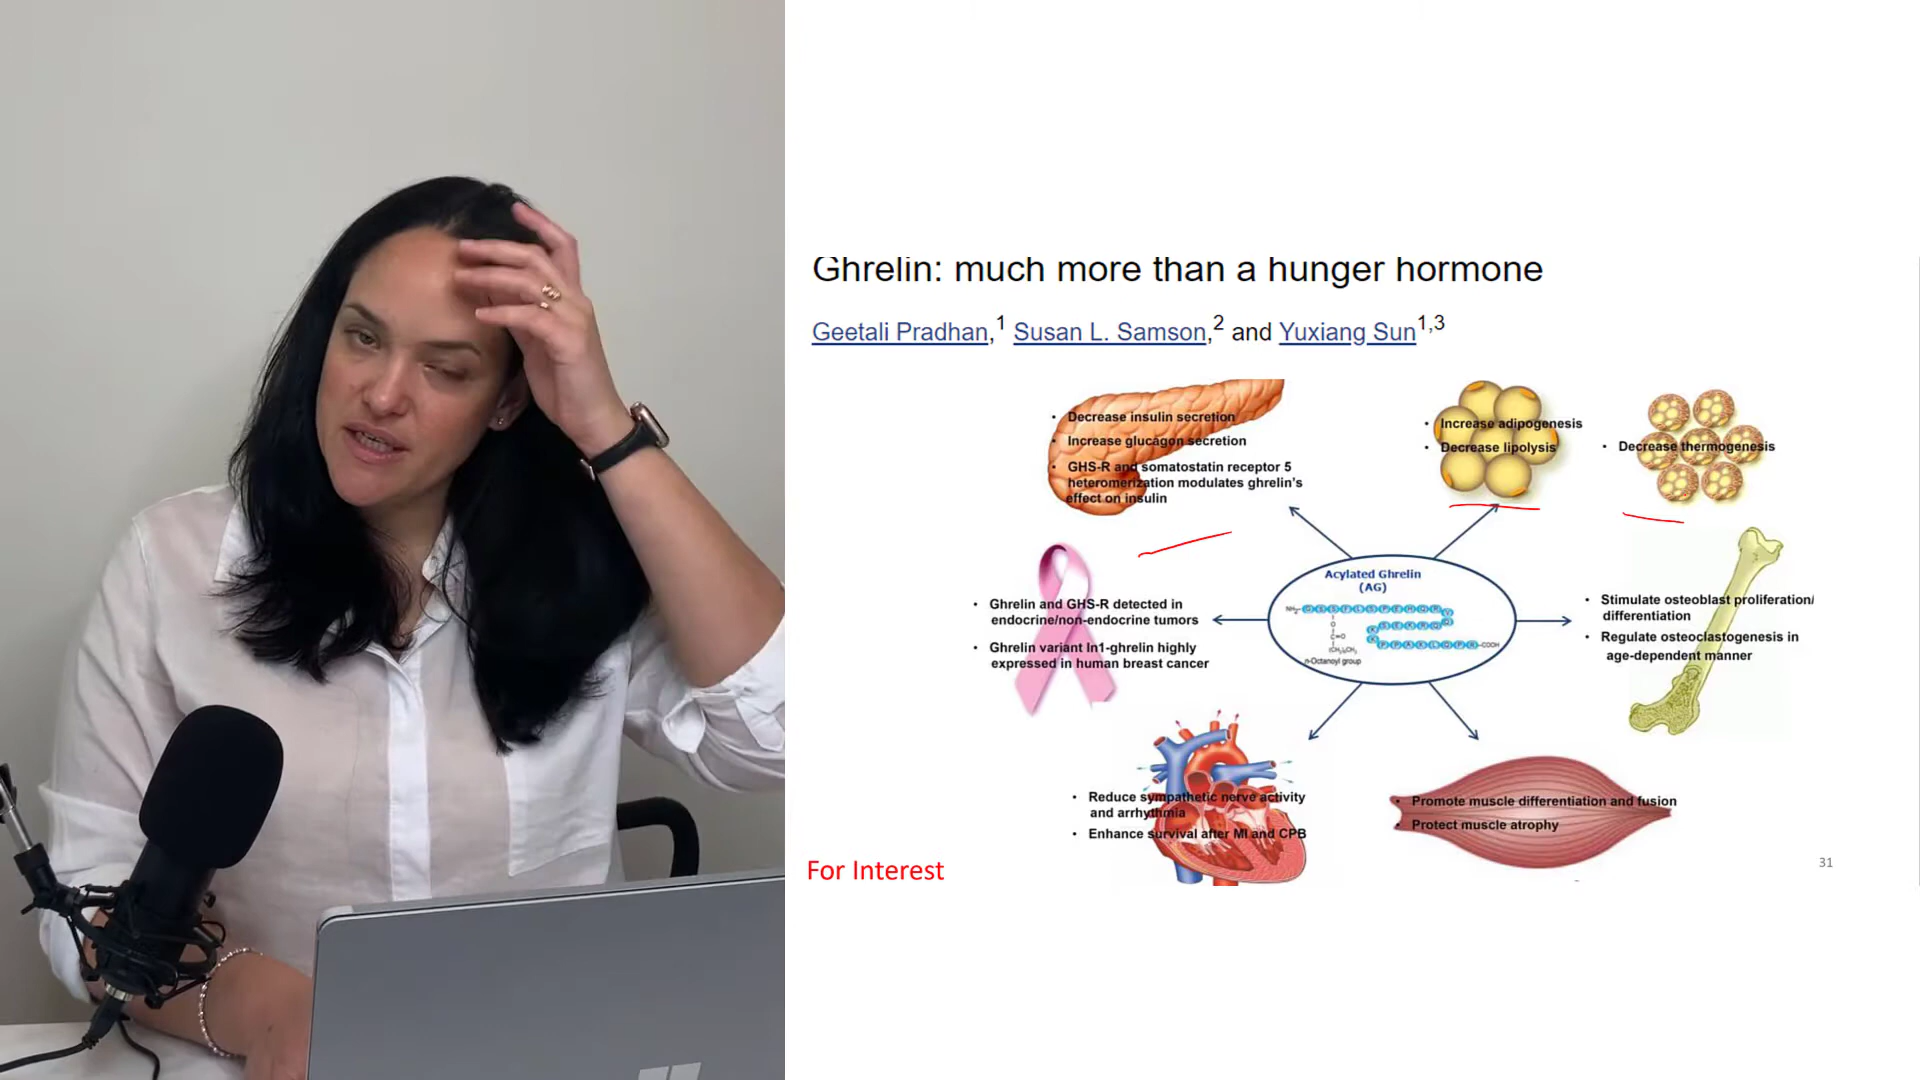 Ghrelin: much more than a hunger hormone
Geetali Pradhan,1 Susan L. Samson,2 and Yuxiang Sun1,3
• Decrease insulin secretion
• Increase glucagon secretion
• GHS-R and somatostatin receptor 5
heteromerization modulates ghrelin's
effect on insulin
• Increase adipogenesis
• Decrease lipolysis
• Decrease thermogenesis
Acylated Ghrelin
(AG)
n-Octanoyl group
COOH
• Ghrelin and GHS-R detected in
endocrine/non-endocrine tumors
• Ghrelin variant In1-ghrelin highly
expressed in human breast cancer
• Stimulate osteoblast proliferation/
differentiation
• Regulate osteoclastogenesis in
age-dependent manner
• Reduce sympathetic nerve activity
and arrhythmia
• Enhance survival after MI and CPB
• Promote muscle differentiation and fusion
• Protect muscle atrophy
For Interest
31